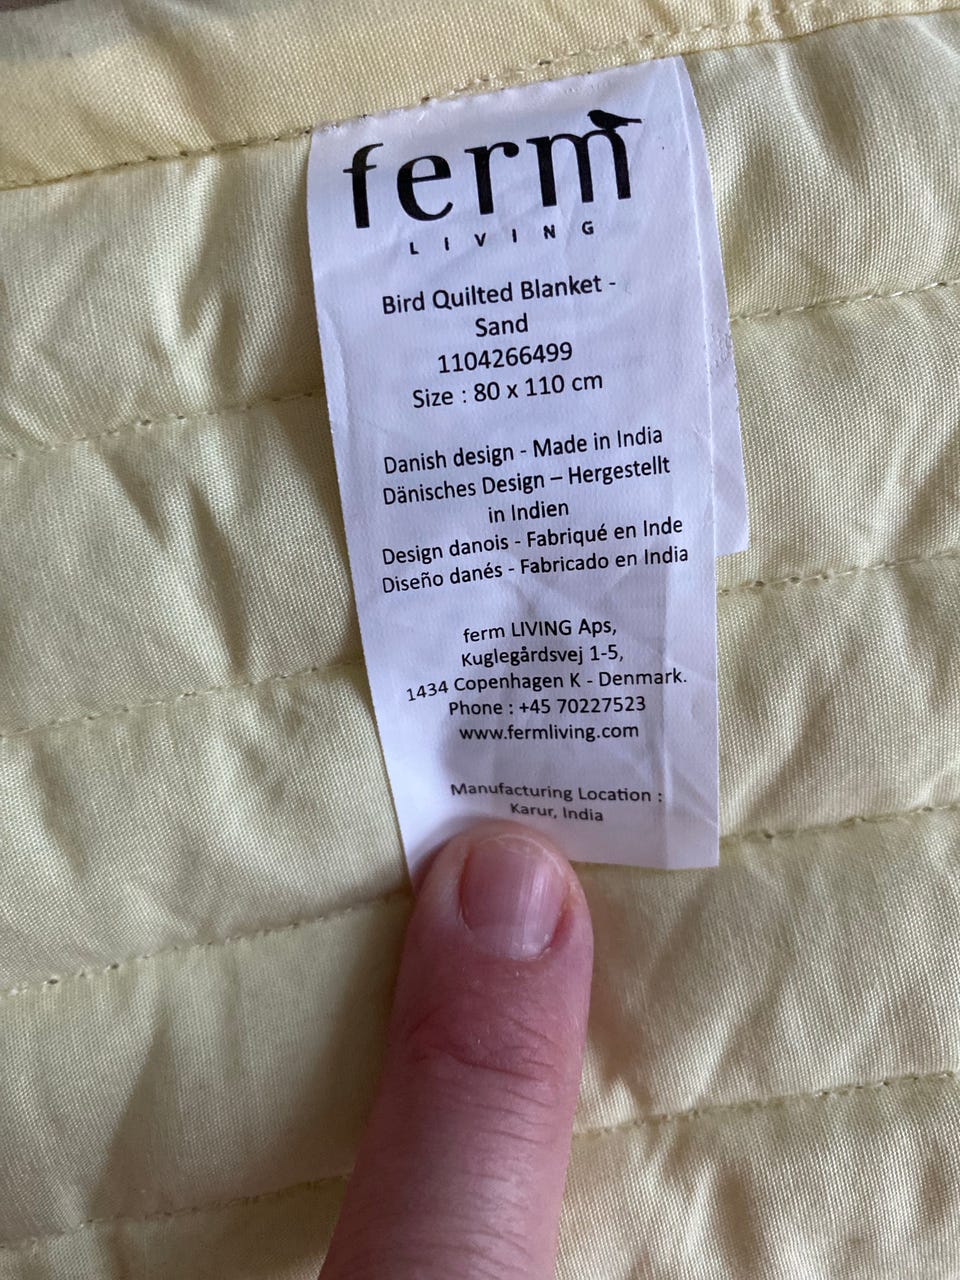 ferm
LIVING
Bird Quilted Blanket -
Sand
1104266499
Size : 80 x 110 cm
Danish design - Made in India
Dänisches Design – Hergestellt
in Indien
Design danois - Fabriqué en Inde
Diseño danés - Fabricado en India
ferm LIVING Aps,
Kuglegårdsvej 1-5,
1434 Copenhagen K - Denmark.
Phone : +45 70227523
www.fermliving.com
Manufacturing Location :
Karur, India